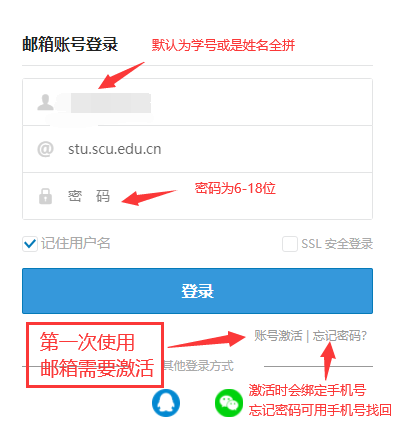 邮箱账号登录
默认为学号或是姓名全拼
@ stu.scu.edu.cn
密 码
密码为6-18位
记住用户名
SSL 安全登录
登录
第一次使用
邮箱需要激活
账号激活 | 忘记密码?
其他登录方式
激活时会绑定手机号
忘记密码可用手机号找回